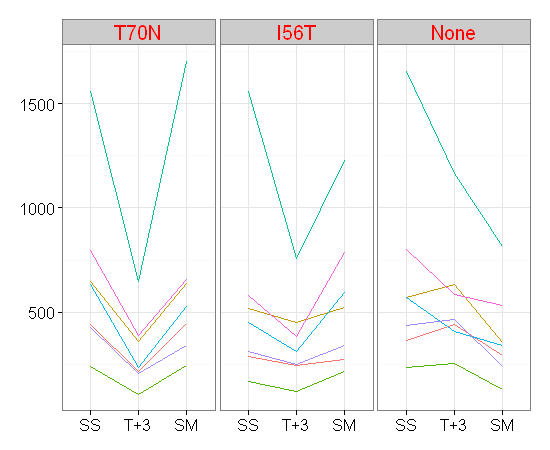 T70N I56T None
1500
1000
500
SS T+3 SM SS T+3 SM SS T+3 SM